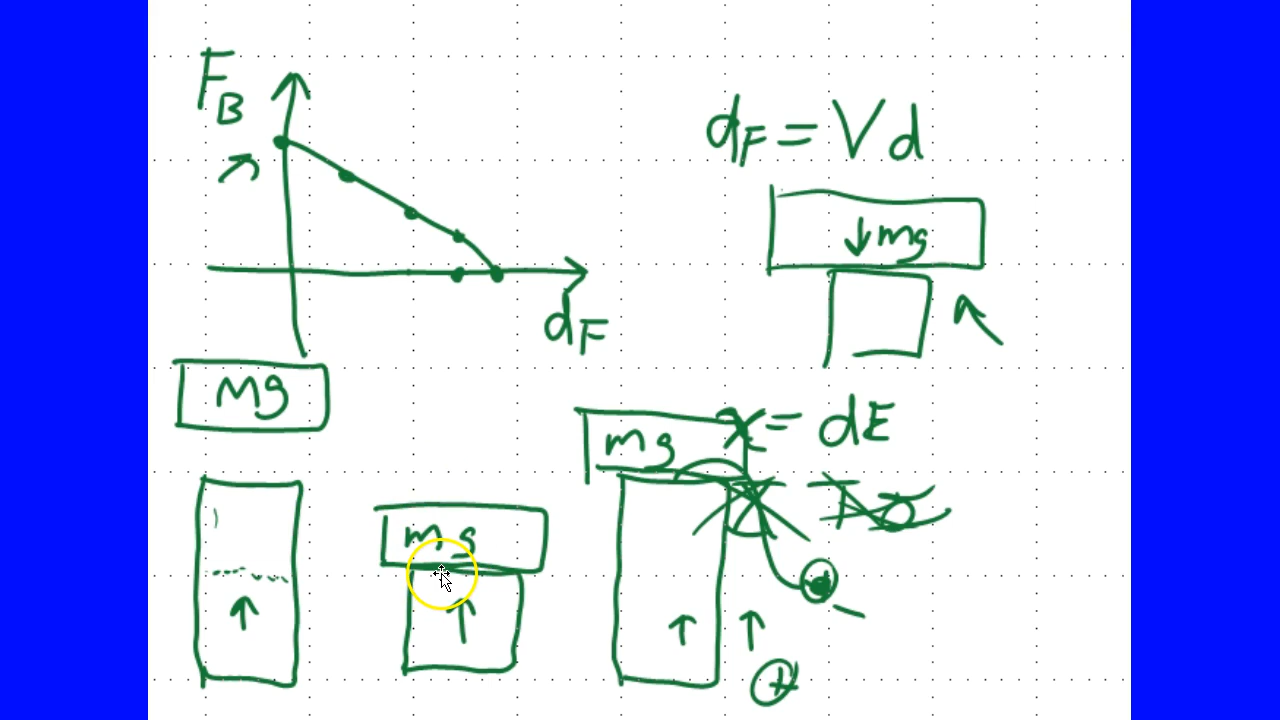 F_B
d_F = Vd
↓mg
d_F
Mg
mg
x = dE
mg
+